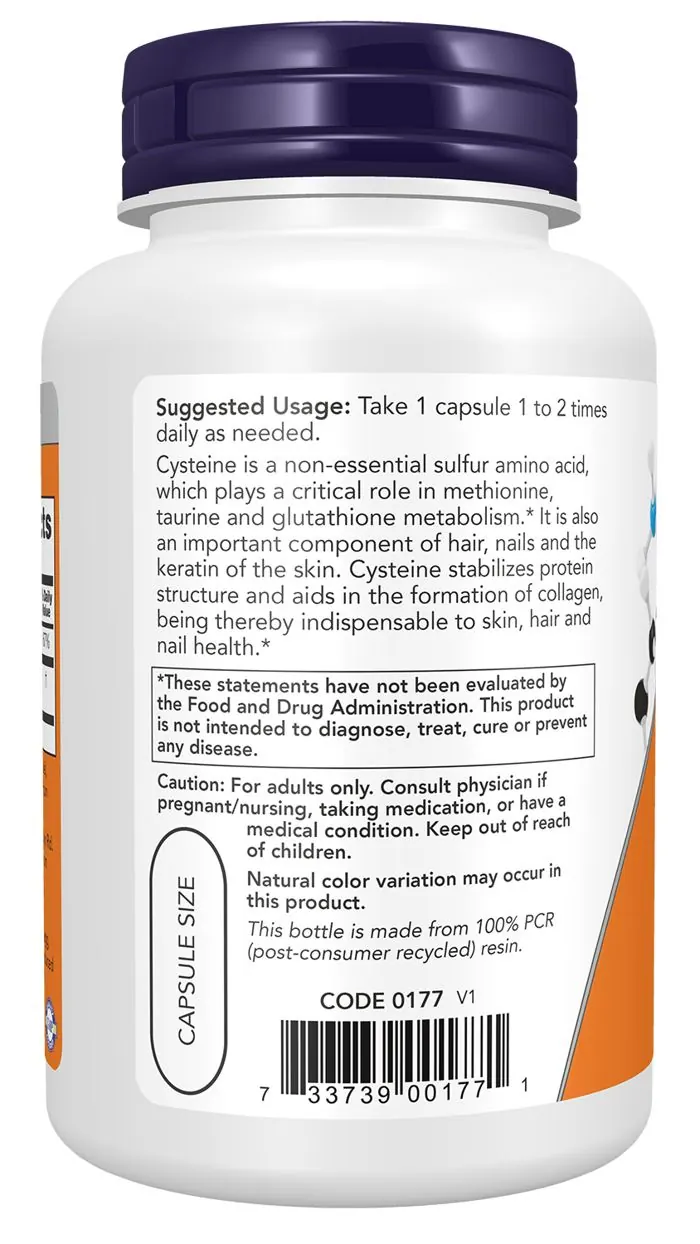 Suggested Usage: Take 1 capsule 1 to 2 times
daily as needed.
Cysteine is a non-essential sulfur amino acid,
which plays a critical role in methionine,
taurine and glutathione metabolism.* It is also
an important component of hair, nails and the
keratin of the skin. Cysteine stabilizes protein
structure and aids in the formation of collagen,
being thereby indispensable to skin, hair and
nail health.*
*These statements have not been evaluated by
the Food and Drug Administration. This product
is not intended to diagnose, treat, cure or prevent
any disease.
Caution: For adults only. Consult physician if
pregnant/nursing, taking medication, or have a
medical condition. Keep out of reach
of children.
Natural color variation may occur in
this product.
This bottle is made from 100% PCR
(post-consumer recycled) resin.
CAPSULE SIZE
CODE 0177 V1
7 33739 00177 1